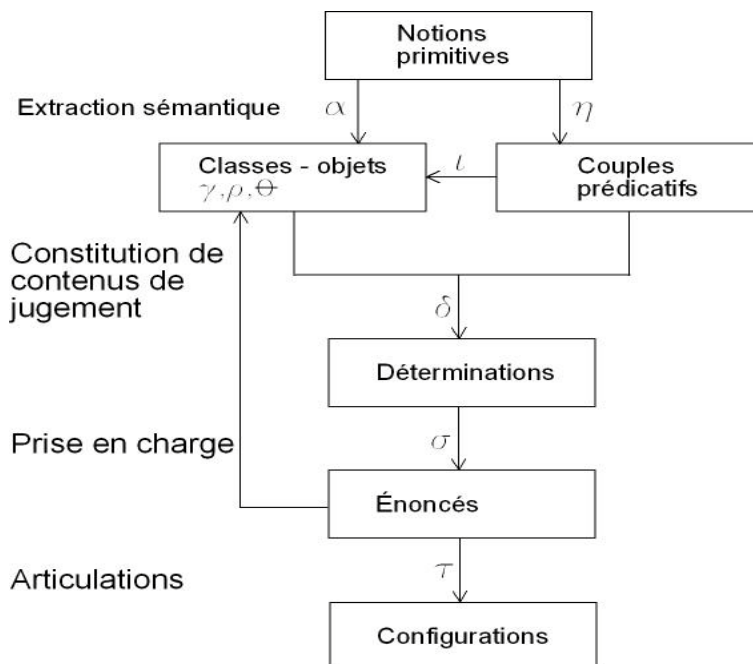 Notions
primitives
Extraction sémantique
α
η
Classes - objets
γ, ρ, θ
ι
Couples
prédicatifs
Constitution de
contenus de
jugement
δ
Déterminations
Prise en charge
σ
Énoncés
Articulations
τ
Configurations